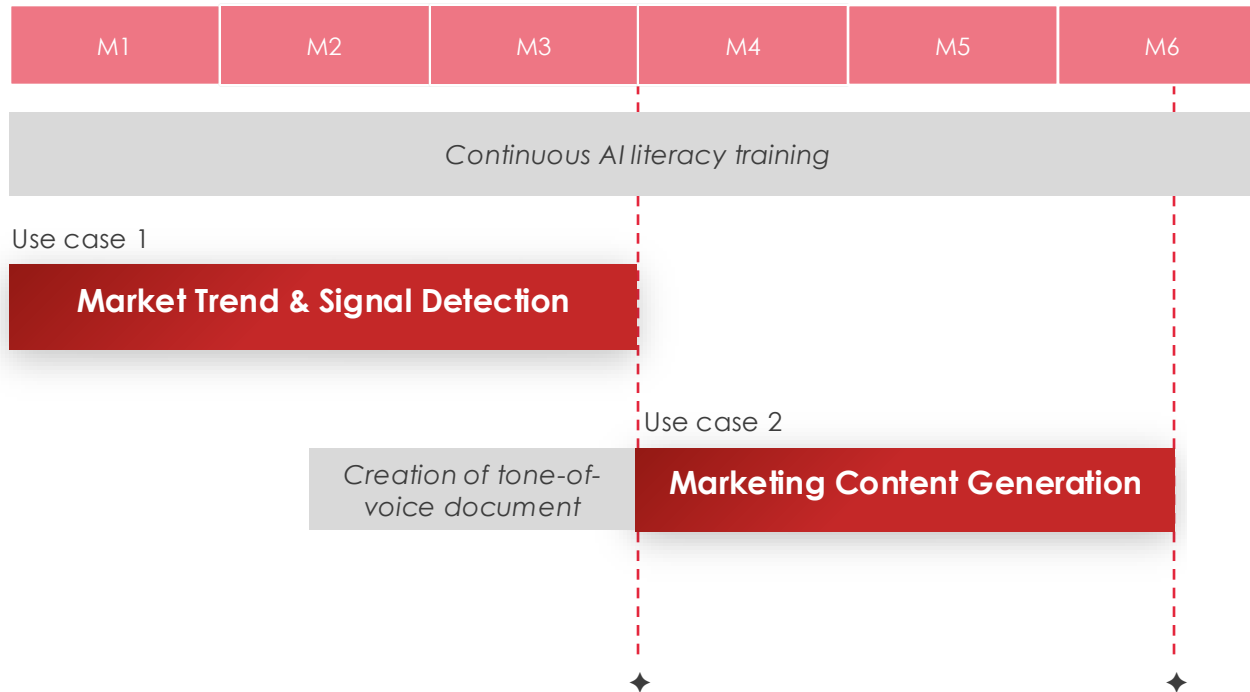 M1 M2 M3 M4 M5 M6
Continuous AI literacy training
Use case 1
Market Trend & Signal Detection
Use case 2
Creation of tone-of-
voice document
Marketing Content Generation